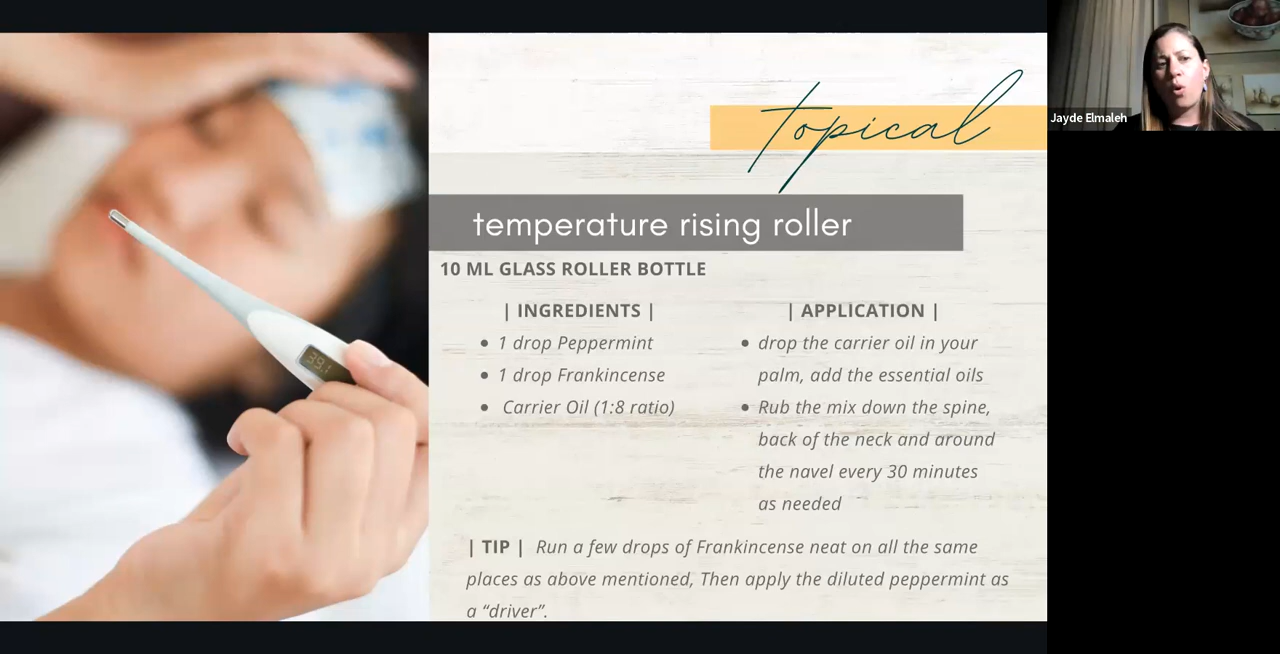 topical
temperature rising roller
10 ML GLASS ROLLER BOTTLE
| INGREDIENTS |
• 1 drop Peppermint
• 1 drop Frankincense
• Carrier Oil (1:8 ratio)
| APPLICATION |
• drop the carrier oil in your
palm, add the essential oils
• Rub the mix down the spine,
back of the neck and around
the navel every 30 minutes
as needed
| TIP | Run a few drops of Frankincense neat on all the same
places as above mentioned, Then apply the diluted peppermint as
a “driver”.
39.1
Jayde Elmaleh